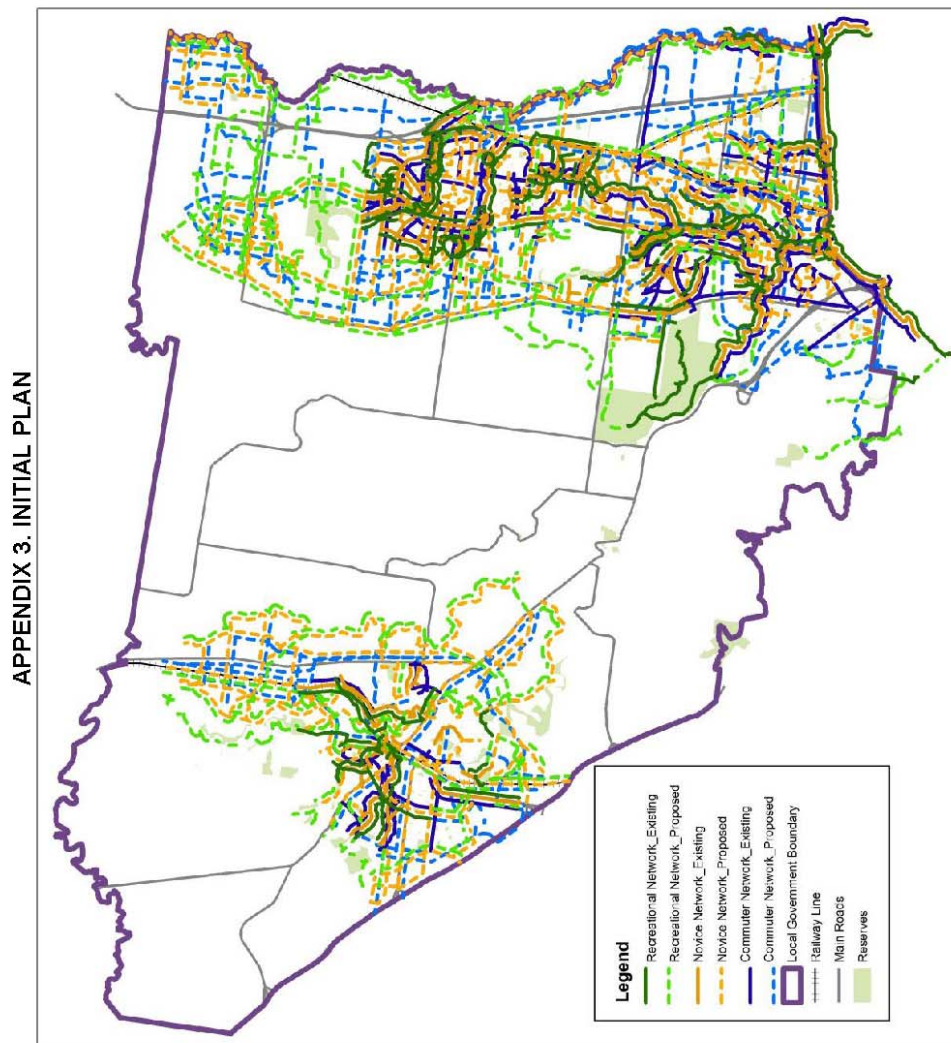 APPENDIX 3. INITIAL PLAN
Legend
Recreational Network_Existing
Recreational Network_Proposed
Novice Network_Existing
Novice Network_Proposed
Commuter Network_Existing
Commuter Network_Proposed
Local Government Boundary
Railway Line
Main Roads
Reserves